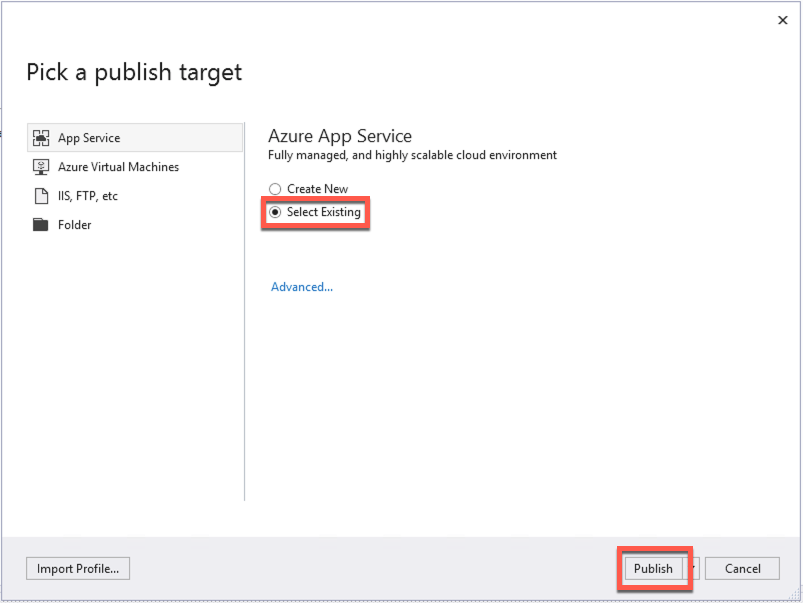 Pick a publish target
App Service
Azure Virtual Machines
IIS, FTP, etc
Folder
Azure App Service
Fully managed, and highly scalable cloud environment
Create New
Select Existing
Advanced...
Import Profile...
Publish
Cancel